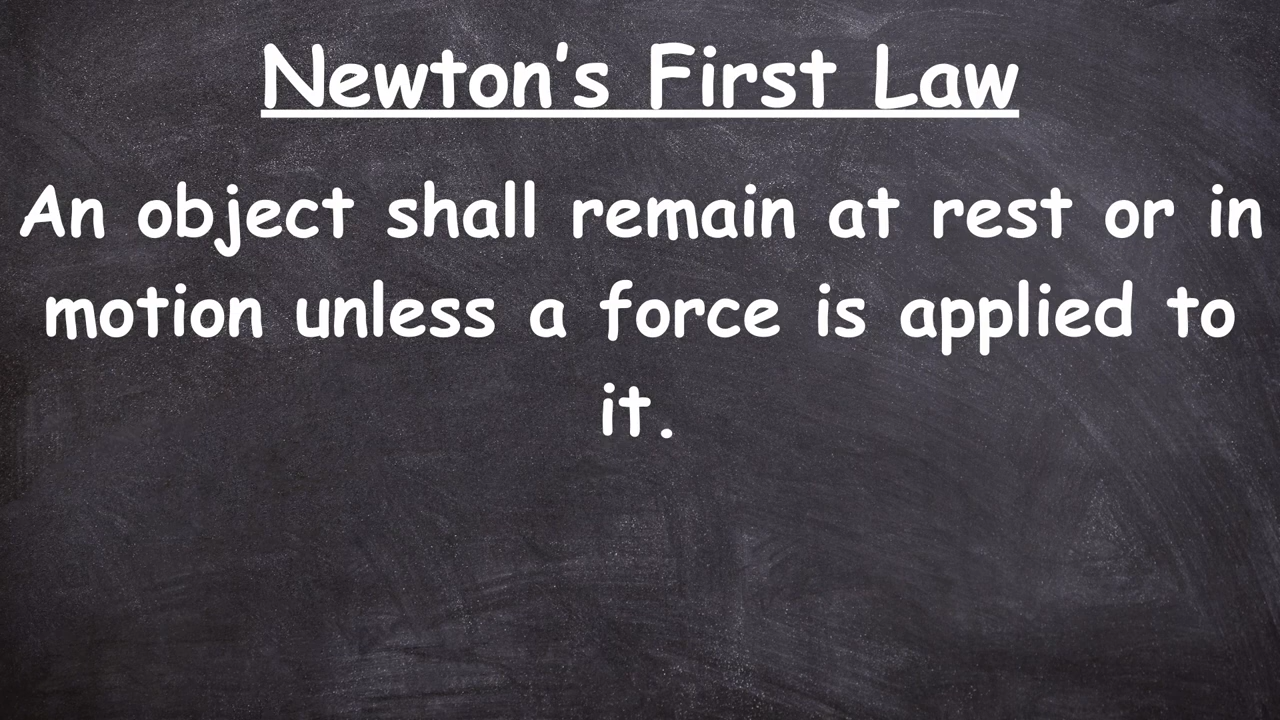 Newton's First Law
An object shall remain at rest or in
motion unless a force is applied to
it.